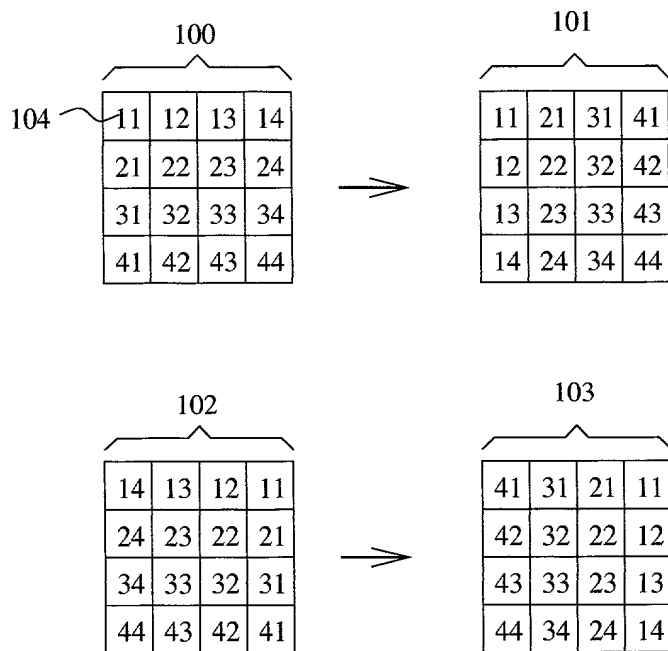 100 101
104 11 12 13 14 11 21 31 41
21 22 23 24 12 22 32 42
31 32 33 34 13 23 33 43
41 42 43 44 14 24 34 44
102 103
14 13 12 11 41 31 21 11
24 23 22 21 42 32 22 12
34 33 32 31 43 33 23 13
44 43 42 41 44 34 24 14